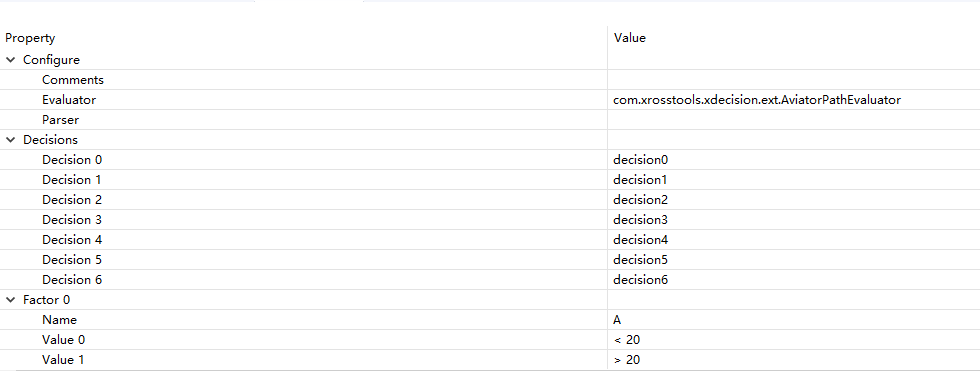 Property Value
Configure
Comments
Evaluator com.xrosstools.xdecision.ext.AviatorPathEvaluator
Parser
Decisions
Decision 0 decision0
Decision 1 decision1
Decision 2 decision2
Decision 3 decision3
Decision 4 decision4
Decision 5 decision5
Decision 6 decision6
Factor 0
Name A
Value 0 < 20
Value 1 > 20